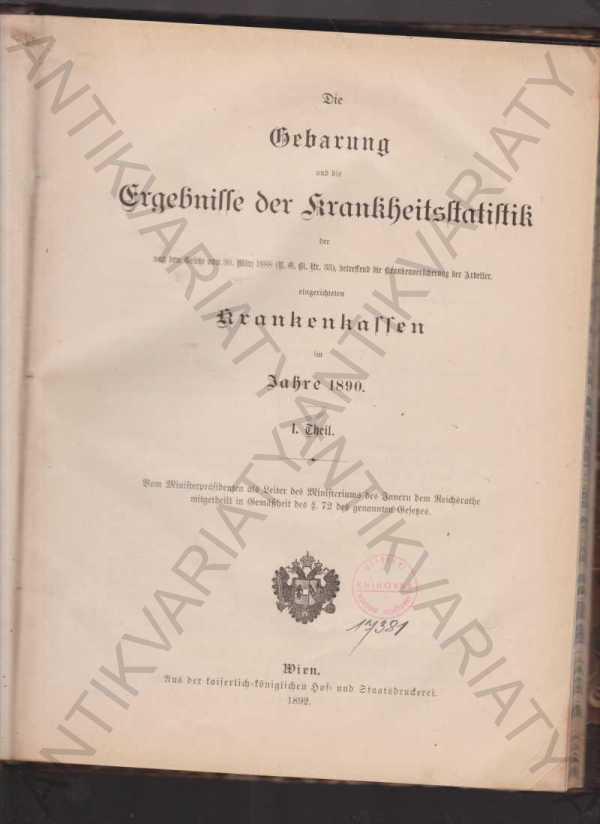 Die
Gebarung
und die
Ergebnisse der Krankheitsstatistik
der
nach dem Gesetze vom 30. März 1888 (R. G. Bl. Nr. 33), betreffend die Krankenversicherung der Arbeiter,
eingerichteten
Krankenkassen
im
Jahre 1890.
I. Theil.
Vom Ministerpräsidenten als Leiter des Ministeriums des Innern dem Reichsrathe
mitgetheilt in Gemäßheit des §. 72 des genannten Gesetzes.
KNIHOVNA
17381
Wien.
Aus der kaiserlich-königlichen Hof- und Staatsdruckerei.
1892.
ANTIKVARIATY
ANTIKVARIATY
ANTIKVARIATY
ANTIKVARIATY